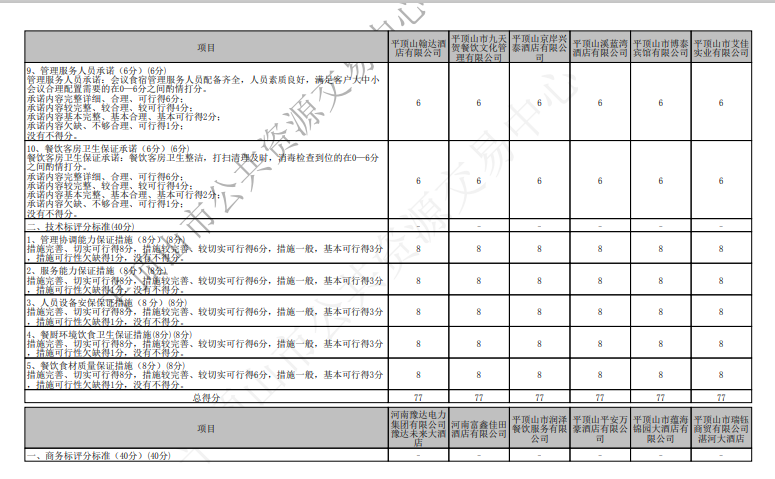 项目 平顶山翰达酒店有限公司 平顶山市九天贺餐饮文化管理有限公司 平顶山京岸兴泰酒店有限公司 平顶山溪蓝湾酒店有限公司 平顶山市博泰宾馆有限公司 平顶山市艾佳实业有限公司
9、管理服务人员承诺（6分）(6分)
管理服务人员承诺：会议食宿管理服务人员配备齐全，人员素质良好，满足客户大中小
会议合理配置需要的在0—6分之间酌情打分。
承诺内容完整详细、合理、可行得6分；
承诺内容较完整、较合理、较可行得4分；
承诺内容基本完整、基本合理、基本可行得2分；
承诺内容欠缺、不够合理、可行得1分；
没有不得分。
6 6 6 6 6 6
10、餐饮客房卫生保证承诺（6分）(6分)
餐饮客房卫生保证承诺：餐饮客房卫生整洁，打扫清理及时，消毒检查到位的在0—6分
之间酌情打分。
承诺内容完整详细、合理、可行得6分；
承诺内容较完整、较合理、较可行得4分；
承诺内容基本完整、基本合理、基本可行得2分；
承诺内容欠缺、不够合理、可行得1分；
没有不得分。
6 6 6 6 6 6
二、技术标评分标准(40分) - - - - - -
1、管理协调能力保证措施（8分）(8分)
措施完善、切实可行得8分，措施较完善、较切实可行得6分，措施一般，基本可行得3分
，措施可行性欠缺得1分，没有不得分。
8 8 8 8 8 8
2、服务能力保证措施（8分）(8分)
措施完善、切实可行得8分，措施较完善、较切实可行得6分，措施一般，基本可行得3分
，措施可行性欠缺得1分，没有不得分。
8 8 8 8 8 8
3、人员设备安保保证措施（8分）(8分)
措施完善、切实可行得8分，措施较完善、较切实可行得6分，措施一般，基本可行得3分
，措施可行性欠缺得1分，没有不得分。
8 8 8 8 8 8
4、餐厨环境饮食卫生保证措施(8分)(8分)
措施完善、切实可行得8分，措施较完善、较切实可行得6分，措施一般，基本可行得3分
，措施可行性欠缺得1分，没有不得分。
8 8 8 8 8 8
5、餐饮食材质量保证措施（8分）(8分)
措施完善、切实可行得8分，措施较完善、较切实可行得6分，措施一般，基本可行得3分
，措施可行性欠缺得1分，没有不得分。
8 8 8 8 8 8
总得分 77 77 77 77 77 77
项目 河南豫达电力集团有限公司豫达未来大酒店 河南富鑫佳田酒店有限公司 平顶山市润泽餐饮服务有限公司 平顶山平安万豪酒店有限公司 平顶山市蕴海锦园大酒店有限公司 平顶山市瑞钰商贸有限公司湛河大酒店
一、商务标评分标准（40分）(40分) - - - - - -